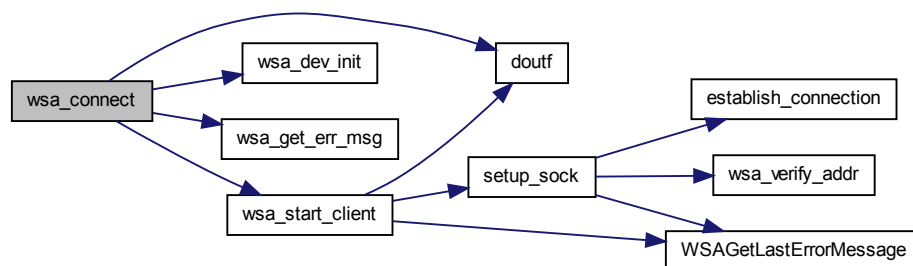 wsa_connect
wsa_dev_init
wsa_get_err_msg
wsa_start_client
doutf
setup_sock
establish_connection
wsa_verify_addr
WSAGetLastErrorMessage